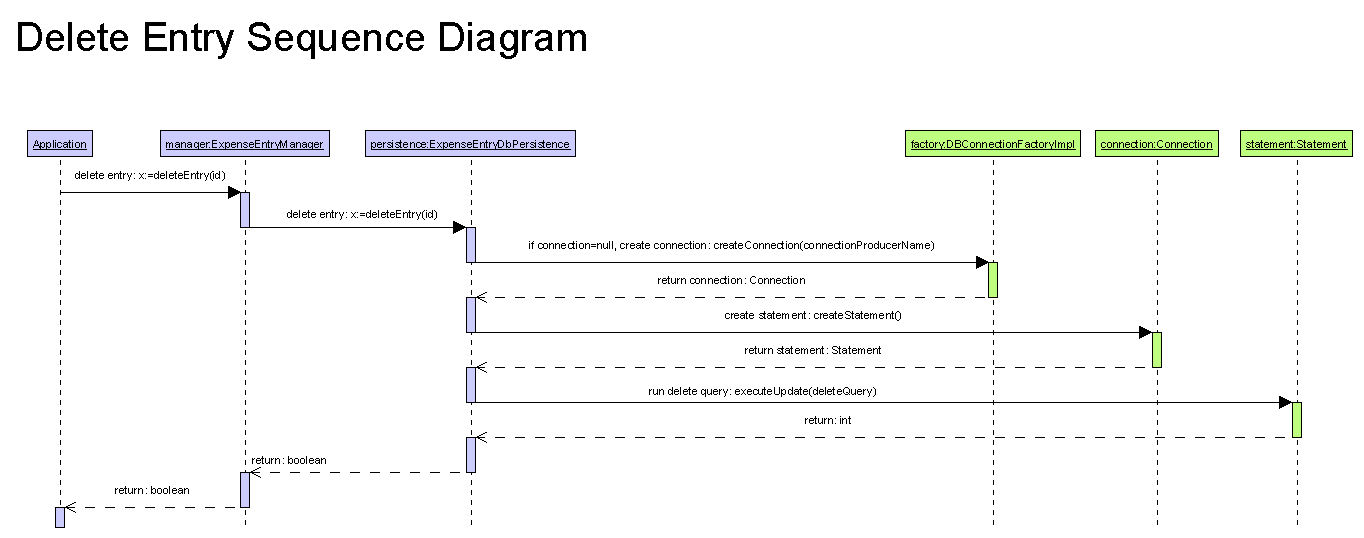 Delete Entry Sequence Diagram
Application
manager:ExpenseEntryManager
persistence:ExpenseEntryDbPersistence
factory:DBConnectionFactoryImpl
connection:Connection
statement:Statement
delete entry: x:=deleteEntry(id)
delete entry: x:=deleteEntry(id)
if connection=null, create connection: createConnection(connectionProducerName)
return connection: Connection
create statement: createStatement()
return statement: Statement
run delete query: executeUpdate(deleteQuery)
return: int
return: boolean
return: boolean